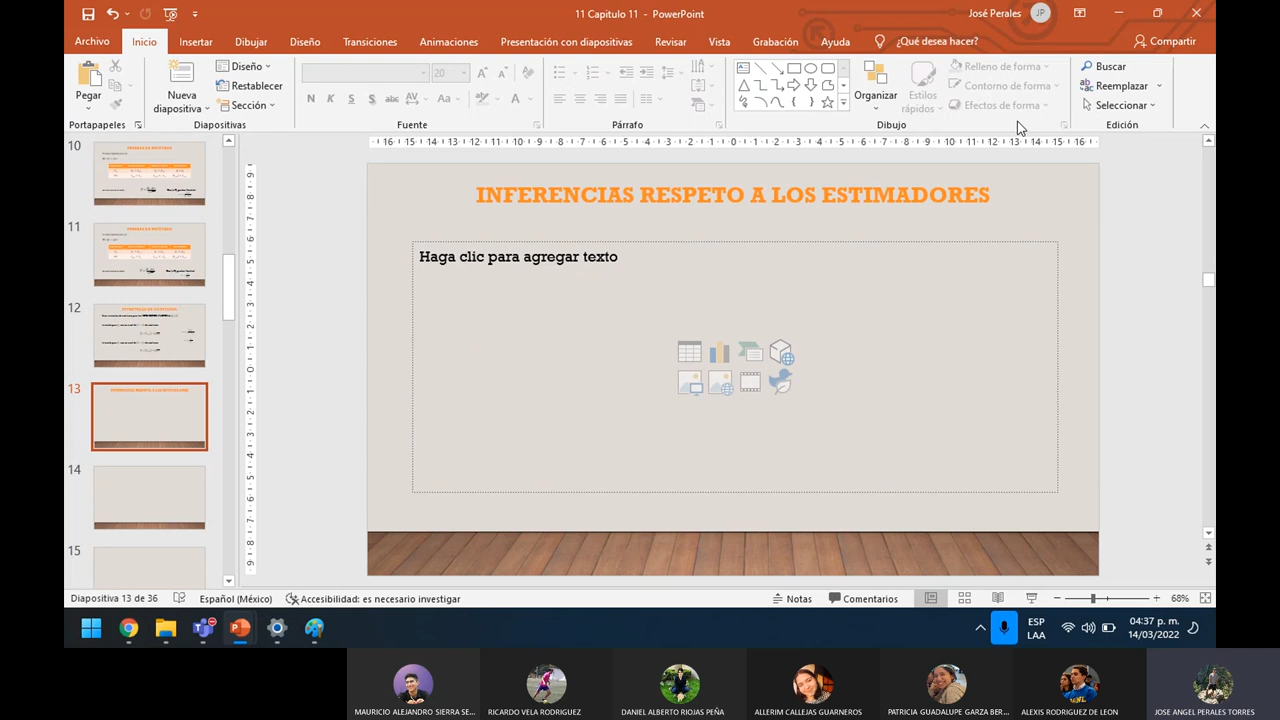 11 Capitulo 11 - PowerPoint
José Perales
JP
Archivo
Inicio
Insertar
Dibujar
Diseño
Transiciones
Animaciones
Presentación con diapositivas
Revisar
Vista
Grabación
Ayuda
¿Qué desea hacer?
Compartir
Pegar
Nueva
diapositiva
Diseño
Restablecer
Sección
20
N K S S abc AV Aa A
Organizar
Estilos
rápidos
Relleno de forma
Contorno de forma
Efectos de forma
Buscar
Reemplazar
Seleccionar
Portapapeles
Diapositivas
Fuente
Párrafo
Dibujo
Edición
10
11
12
13
14
15
INFERENCIAS RESPETO A LOS ESTIMADORES
Haga clic para agregar texto
Diapositiva 13 de 36
Español (México)
Accesibilidad: es necesario investigar
Notas
Comentarios
68%
ESP
LAA
04:37 p. m.
14/03/2022
MAURICIO ALEJANDRO SIERRA SE...
RICARDO VELA RODRIGUEZ
DANIEL ALBERTO RIOJAS PEÑA
ALLERIM CALLEJAS GUARNEROS
PATRICIA GUADALUPE GARZA BER...
ALEXIS RODRIGUEZ DE LEON
JOSE ANGEL PERALES TORRES